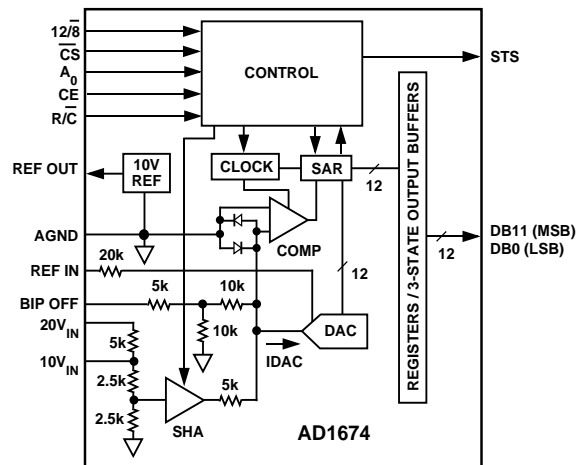 12/8̅
C̅S̅
A0
CE
R/C̅
CONTROL
STS
REF OUT
10V
REF
CLOCK
SAR
12
REGISTERS / 3-STATE OUTPUT BUFFERS
AGND
COMP
12
DB11 (MSB)
DB0 (LSB)
12
REF IN
20k
BIP OFF
5k
10k
10k
DAC
IDAC
20VIN
5k
10VIN
2.5k
2.5k
SHA
5k
AD1674